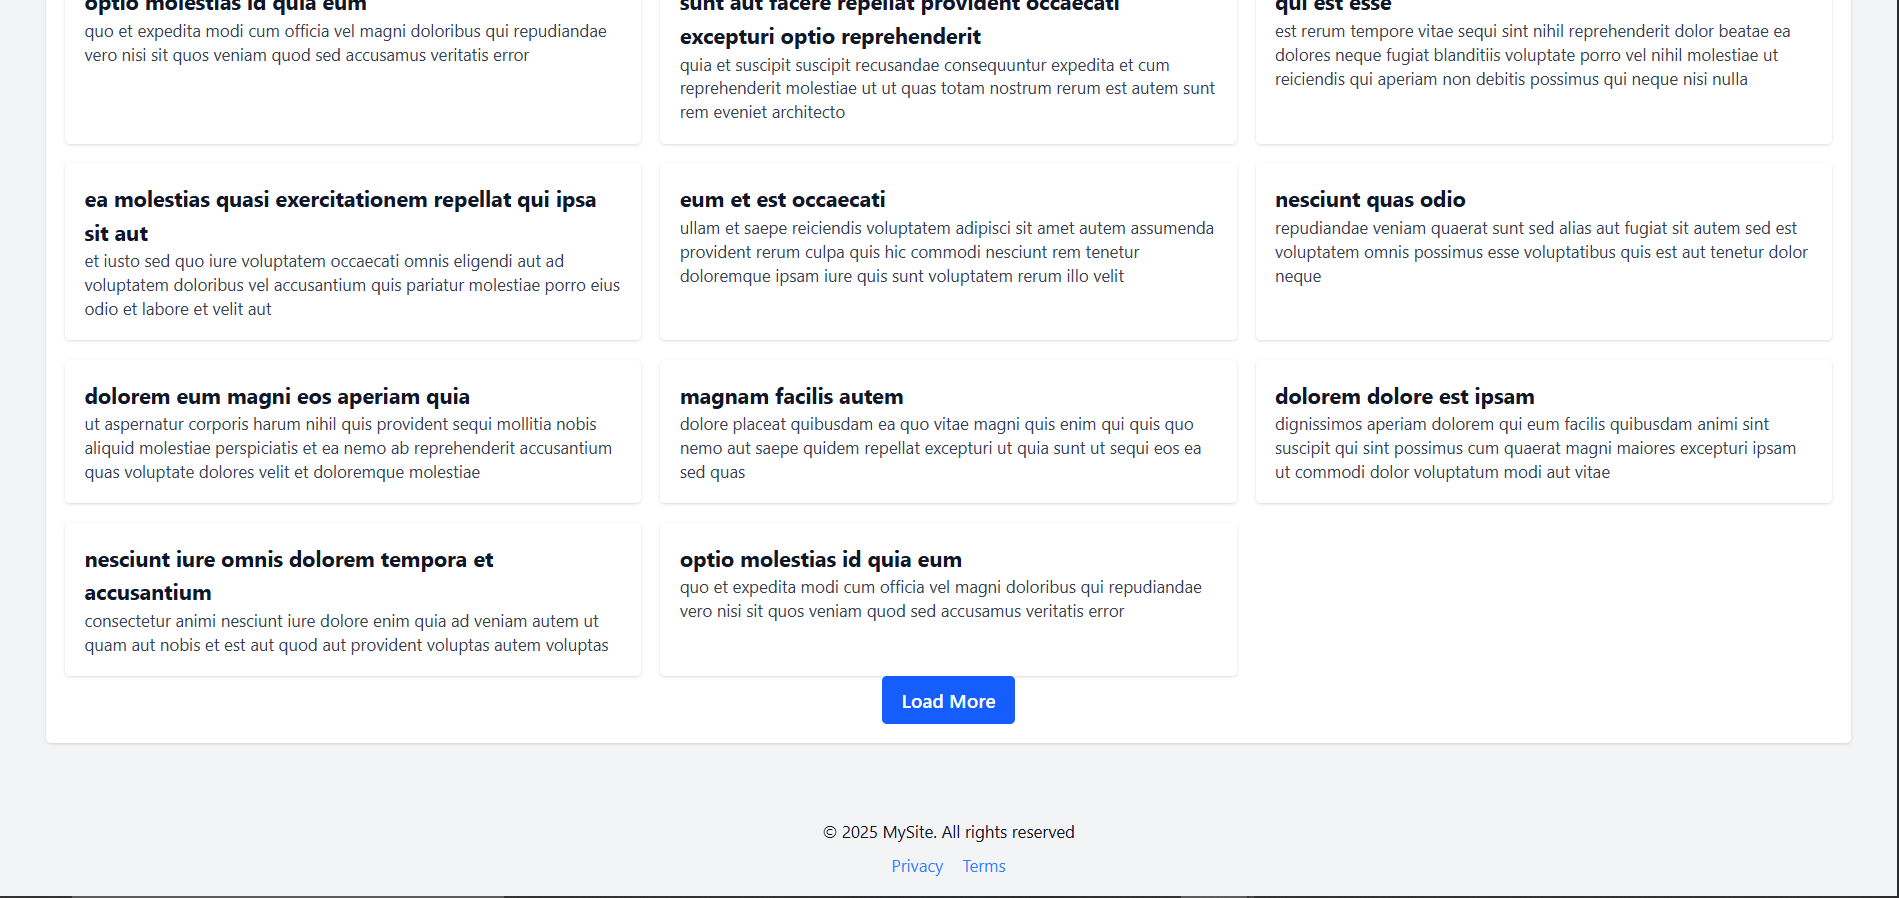 optio molestias id quia eum
quo et expedita modi cum officia vel magni doloribus qui repudiandae
vero nisi sit quos veniam quod sed accusamus veritatis error
sunt aut facere repellat provident occaecati
excepturi optio reprehenderit
quia et suscipit suscipit recusandae consequuntur expedita et cum
reprehenderit molestiae ut ut quas totam nostrum rerum est autem sunt
rem eveniet architecto
qui est esse
est rerum tempore vitae sequi sint nihil reprehenderit dolor beatae ea
dolores neque fugiat blanditiis voluptate porro vel nihil molestiae ut
reiciendis qui aperiam non debitis possimus qui neque nisi nulla
ea molestias quasi exercitationem repellat qui ipsa
sit aut
et iusto sed quo iure voluptatem occaecati omnis eligendi aut ad
voluptatem doloribus vel accusantium quis pariatur molestiae porro eius
odio et labore et velit aut
eum et est occaecati
ullam et saepe reiciendis voluptatem adipisci sit amet autem assumenda
provident rerum culpa quis hic commodi nesciunt rem tenetur
doloremque ipsam iure quis sunt voluptatem rerum illo velit
nesciunt quas odio
repudiandae veniam quaerat sunt sed alias aut fugiat sit autem sed est
voluptatem omnis possimus esse voluptatibus quis est aut tenetur dolor
neque
dolorem eum magni eos aperiam quia
ut aspernatur corporis harum nihil quis provident sequi mollitia nobis
aliquid molestiae perspiciatis et ea nemo ab reprehenderit accusantium
quas voluptate dolores velit et doloremque molestiae
magnam facilis autem
dolore placeat quibusdam ea quo vitae magni quis enim qui quis quo
nemo aut saepe quidem repellat excepturi ut quia sunt ut sequi eos ea
sed quas
dolorem dolore est ipsam
dignissimos aperiam dolorem qui eum facilis quibusdam animi sint
suscipit qui sint possimus cum quaerat magni maiores excepturi ipsam
ut commodi dolor voluptatum modi aut vitae
nesciunt iure omnis dolorem tempora et
accusantium
consectetur animi nesciunt iure dolore enim quia ad veniam autem ut
quam aut nobis et est aut quod aut provident voluptas autem voluptas
optio molestias id quia eum
quo et expedita modi cum officia vel magni doloribus qui repudiandae
vero nisi sit quos veniam quod sed accusamus veritatis error
Load More
© 2025 MySite. All rights reserved
Privacy Terms